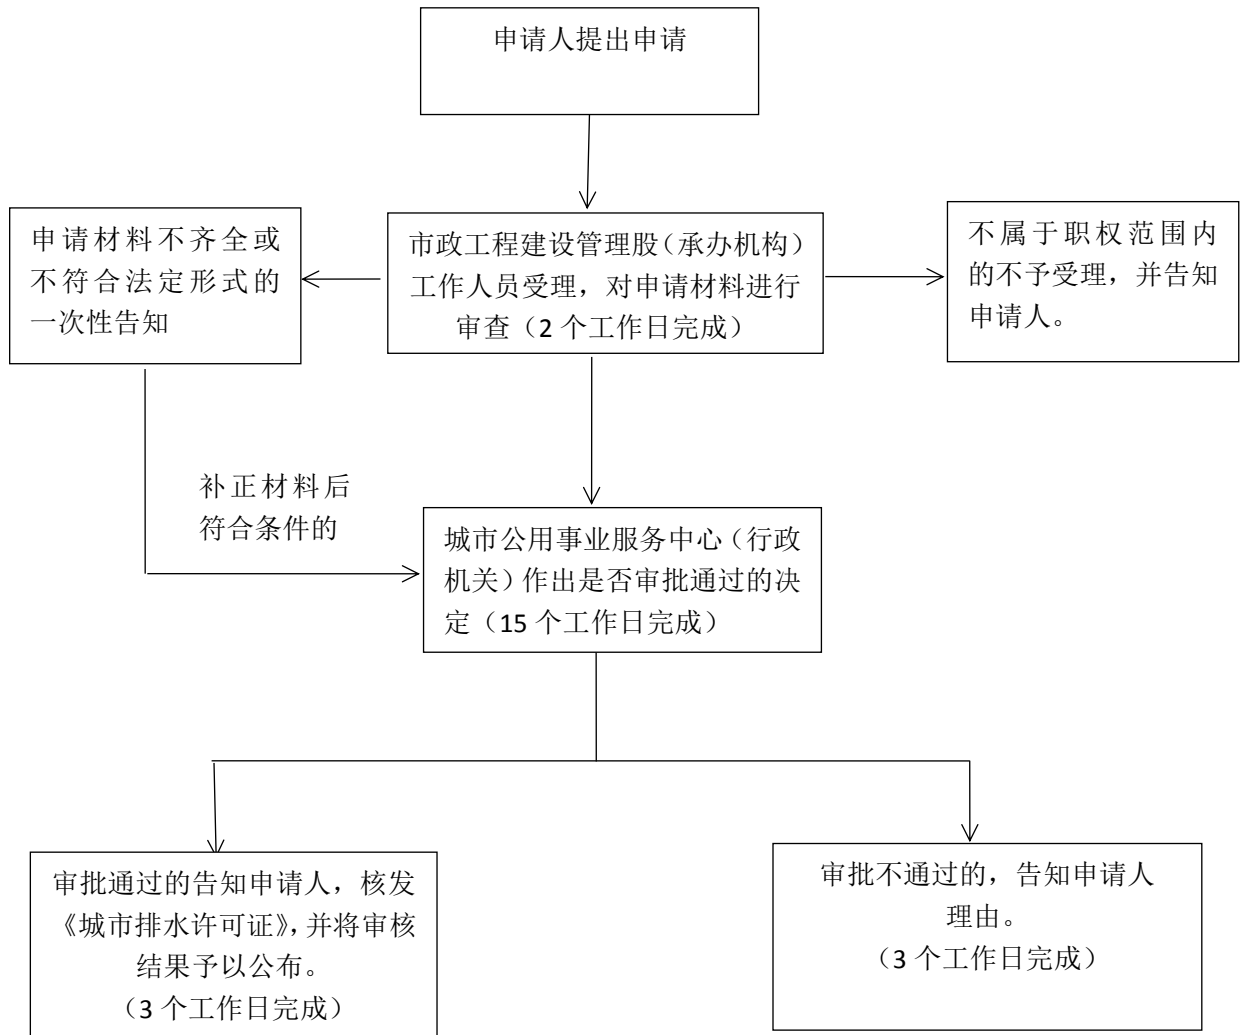 申请人提出申请
申请材料不齐全或
不符合法定形式的
一次性告知
市政工程建设管理股（承办机构）
工作人员受理，对申请材料进行
审查（2 个工作日完成）
不属于职权范围内
的不予受理，并告知
申请人。
补正材料后
符合条件的
城市公用事业服务中心（行政
机关）作出是否审批通过的决
定（15 个工作日完成）
审批通过的告知申请人，核发
《城市排水许可证》，并将审核
结果予以公布。
（3 个工作日完成）
审批不通过的，告知申请人
理由。
（3 个工作日完成）